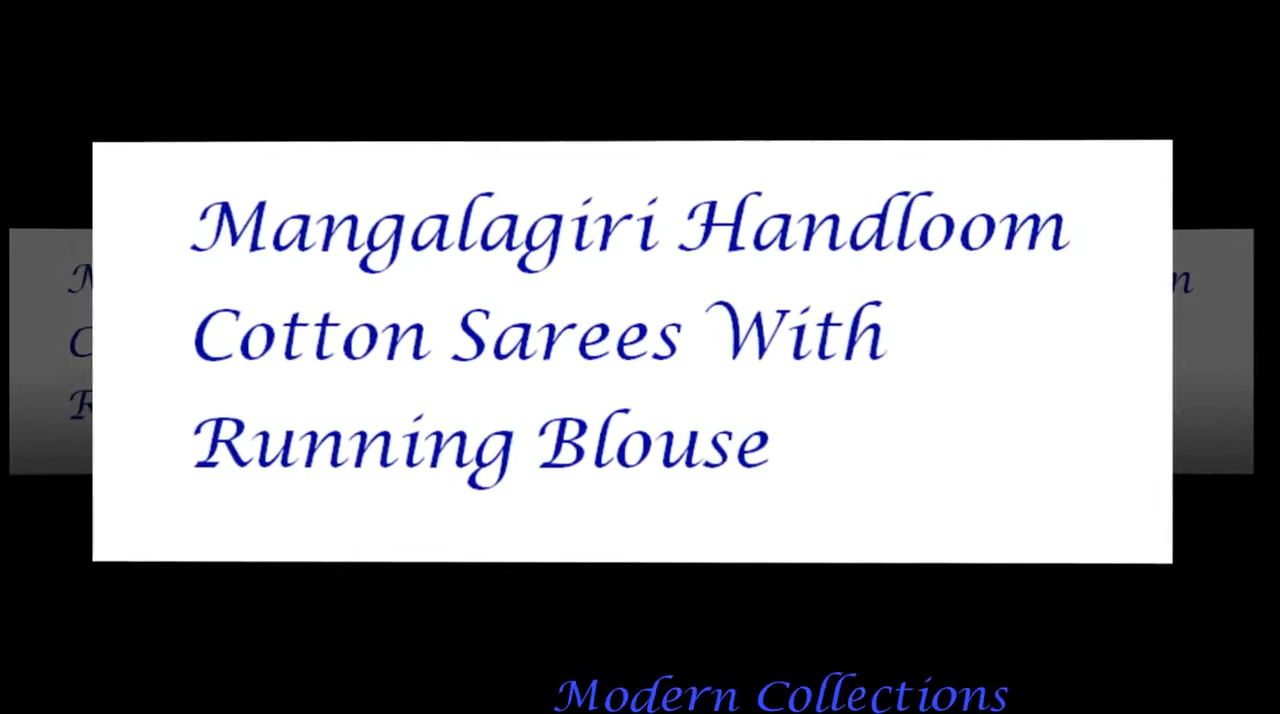 Mangalagiri Handloom
Cotton Sarees With
Running Blouse
Modern Collections